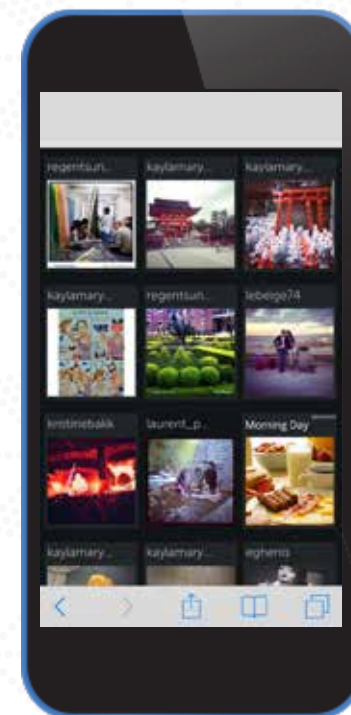 regentsun... kaylamary... kaylamary...
kaylamary... regentsun... lebeige74
kristinebakk laurent_p... Morning Day
kaylamary... kaylamary... eghenis